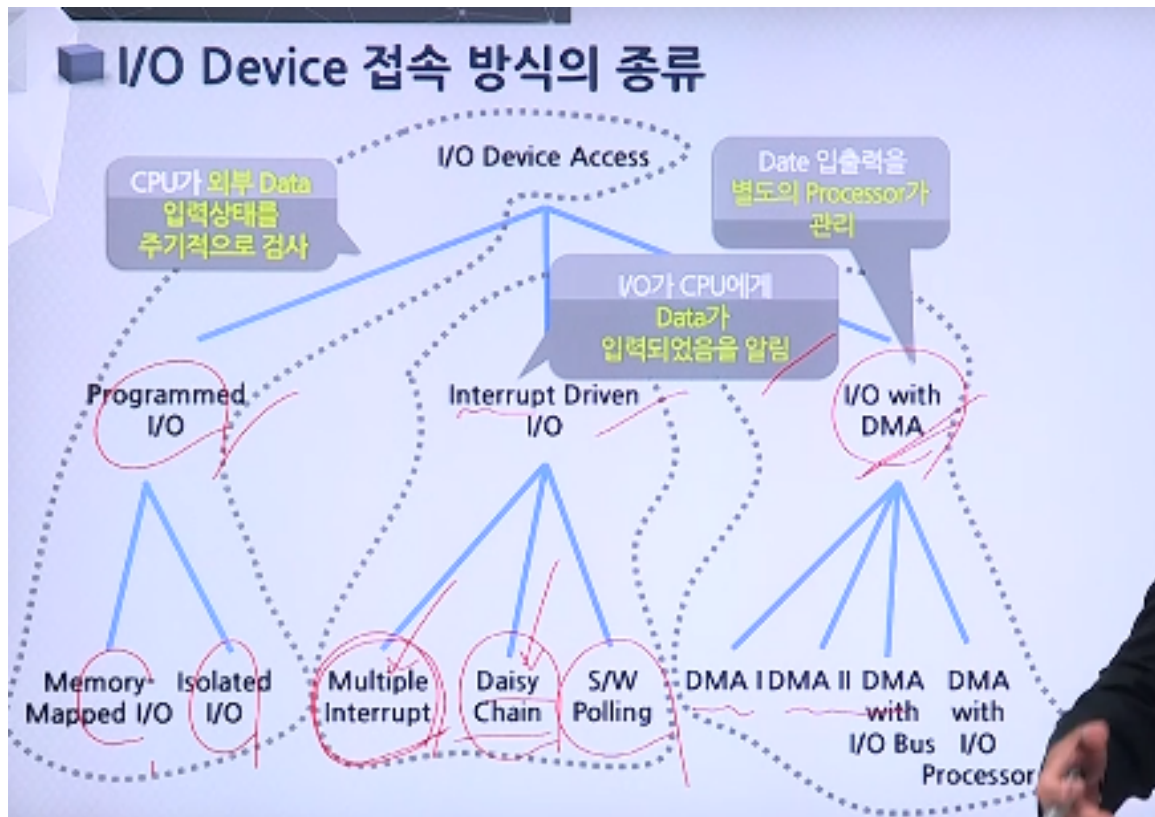 I/O Device 접속 방식의 종류
I/O Device Access
CPU가 외부 Data
입력상태를
주기적으로 검사
Date 입출력을
별도의 Processor가
관리
I/O가 CPU에게
Data가
입력되었음을 알림
Programmed
I/O
Interrupt Driven
I/O
I/O with
DMA
Memory
Mapped I/O
Isolated
I/O
Multiple
Interrupt
Daisy
Chain
S/W
Polling
DMA I
DMA II
DMA
with
I/O Bus
DMA
with
I/O
Processor